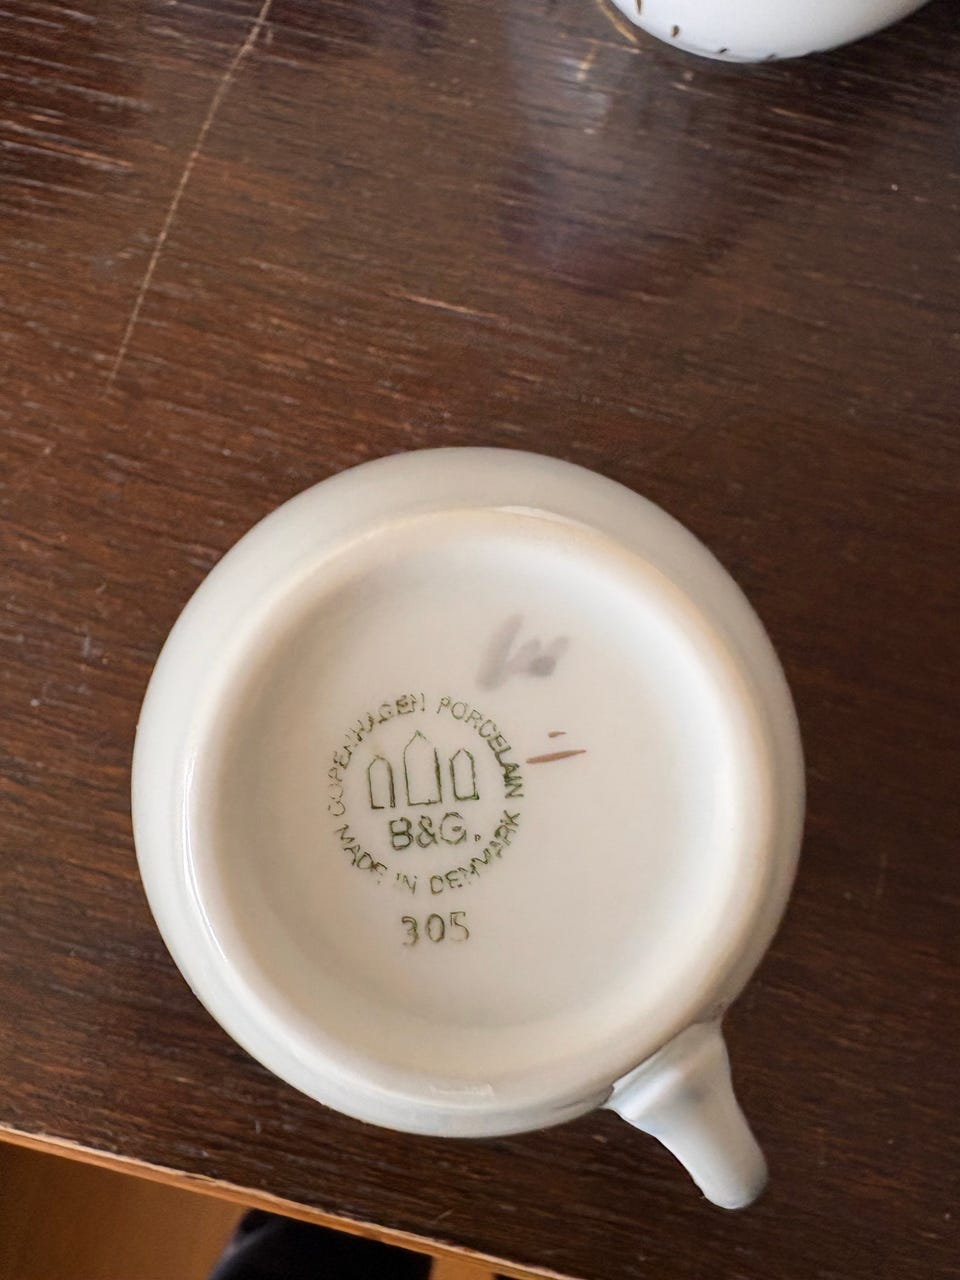 COPENHAGEN PORCELAIN
B&G.
MADE IN DENMARK
305